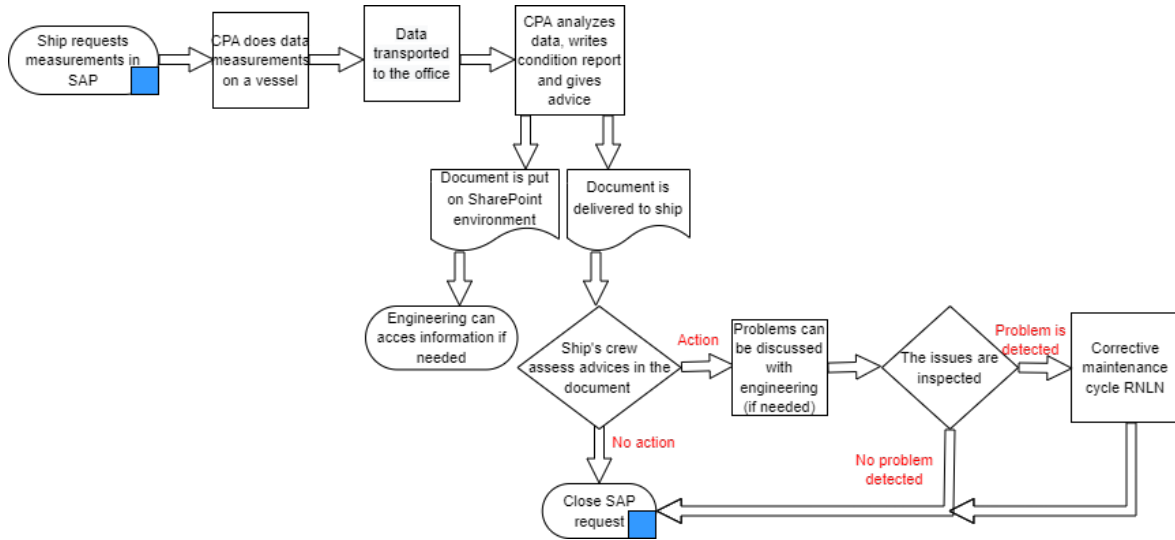 Ship requests
measurements in
SAP
CPA does data
measurements
on a vessel
Data
transported
to the office
CPA analyzes
data, writes
condition report
and gives
advice
Document is put
on SharePoint
environment
Document is
delivered to ship
Engineering can
acces information if
needed
Ship's crew
assess advices in the
document
Action
Problems can
be discussed
with
engineering
(if needed)
The issues are
inspected
Problem is
detected
Corrective
maintenance
cycle RNLN
No action
No problem
detected
Close SAP
request